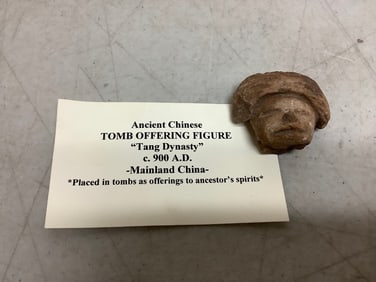 Ancient Chinese
TOMB OFFERING FIGURE
“Tang Dynasty”
c. 900 A.D.
-Mainland China-
*Placed in tombs as offerings to ancestor's spirits*